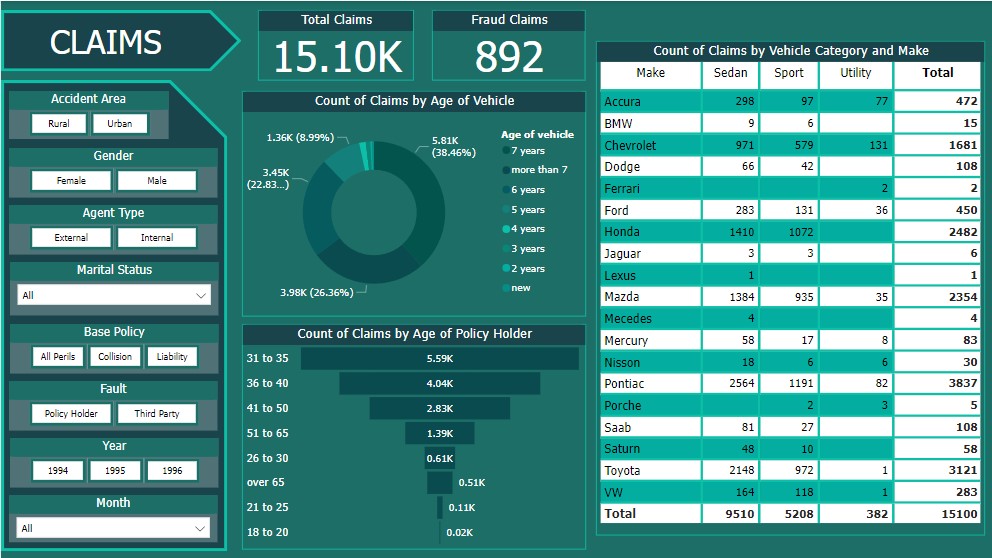 CLAIMS
Total Claims
15.10K
Fraud Claims
892
Accident Area
Rural Urban
Gender
Female Male
Agent Type
External Internal
Marital Status
All
Base Policy
All Perils Collision Liability
Fault
Policy Holder Third Party
Year
1994 1995 1996
Month
All
Count of Claims by Age of Vehicle
1.36K (8.99%)
5.81K
(38.46%)
3.45K
(22.83...)
3.98K (26.36%)
Age of vehicle
7 years
more than 7
6 years
5 years
4 years
3 years
2 years
new
Count of Claims by Age of Policy Holder
31 to 35 5.59K
36 to 40 4.04K
41 to 50 2.83K
51 to 65 1.39K
26 to 30 0.61K
over 65 0.51K
21 to 25 0.11K
18 to 20 0.02K
Count of Claims by Vehicle Category and Make
Make Sedan Sport Utility Total
Accura 298 97 77 472
BMW 9 6 15
Chevrolet 971 579 131 1681
Dodge 66 42 108
Ferrari 2 2
Ford 283 131 36 450
Honda 1410 1072 2482
Jaguar 3 3 6
Lexus 1 1
Mazda 1384 935 35 2354
Mecedes 4 4
Mercury 58 17 8 83
Nisson 18 6 6 30
Pontiac 2564 1191 82 3837
Porche 2 3 5
Saab 81 27 108
Saturn 48 10 58
Toyota 2148 972 1 3121
VW 164 118 1 283
Total 9510 5208 382 15100